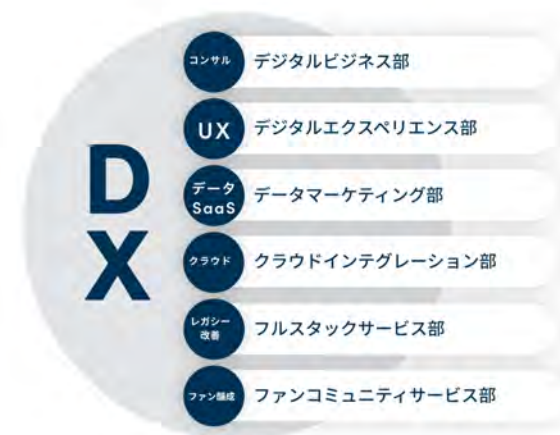 DX
コンサル
デジタルビジネス部
UX
デジタルエクスペリエンス部
データ
SaaS
データマーケティング部
クラウド
クラウドインテグレーション部
レガシー
改善
フルスタックサービス部
ファン醸成
ファンコミュニティサービス部